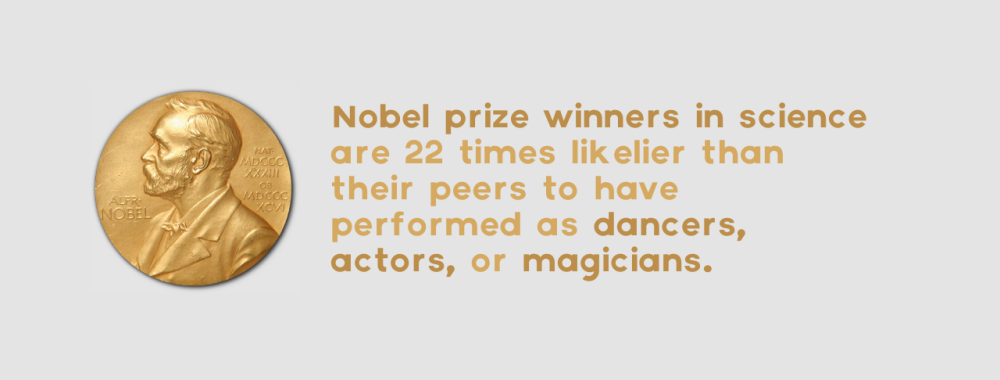 Nobel prize winners in science
are 22 times likelier than
their peers to have
performed as dancers,
actors, or magicians.
ALFR·
NOBEL
NAT·
MDCCC
XXXIII
OB·
MDCCC
XCVI